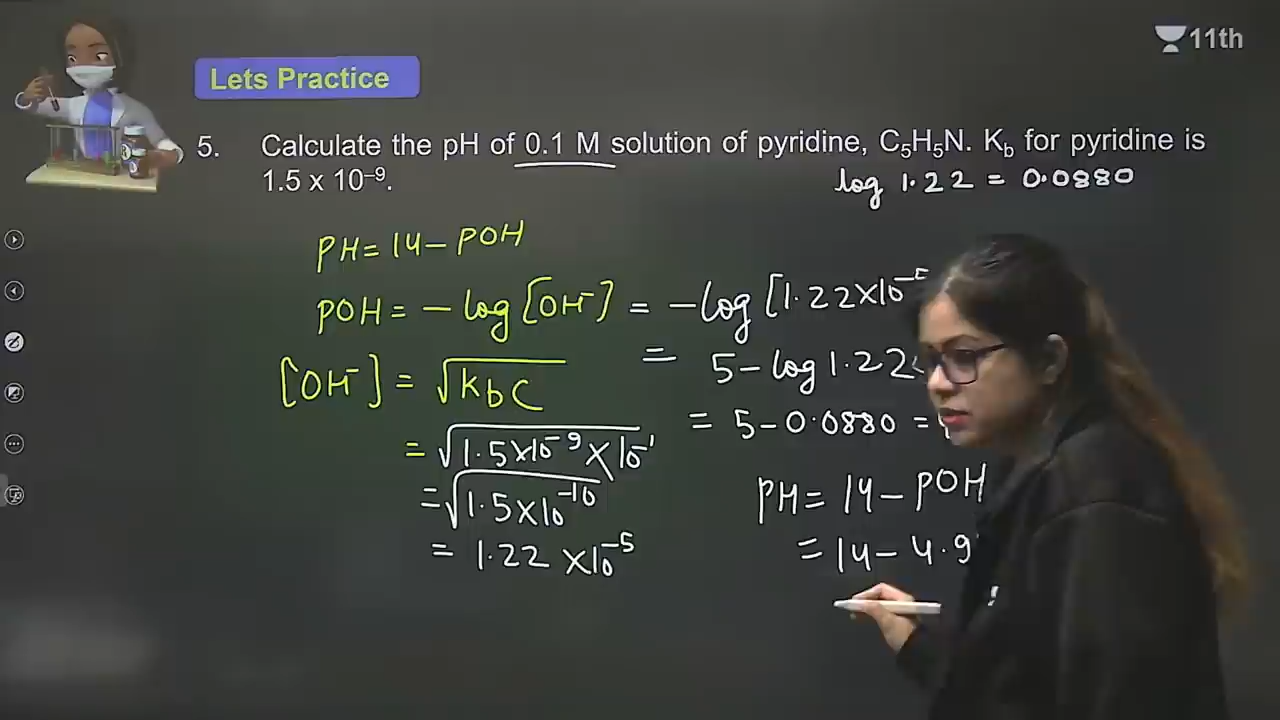 11th
Lets Practice
5. Calculate the pH of 0.1 M solution of pyridine, C₅H₅N. K_b for pyridine is
1.5 x 10⁻⁹.
log 1.22 = 0.0880
PH = 14 - POH
POH = - log [OH⁻] = - log [1.22×10⁻⁵
= 5 - log 1.22
[OH⁻] = √KbC
= 5 - 0.0880 =
= √1.5×10⁻⁹ × 10⁻¹
PH = 14 - POH
= √1.5×10⁻¹⁰
= 14 - 4.9
= 1.22 ×10⁻⁵